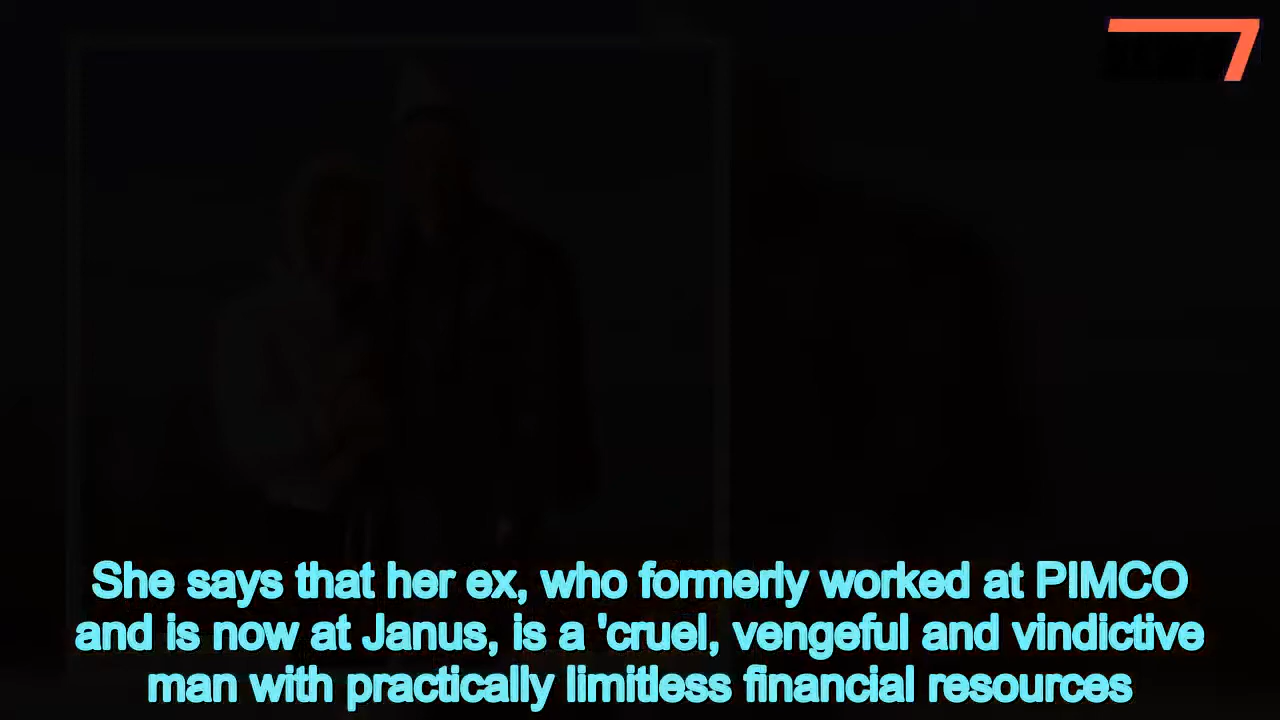 She says that her ex, who formerly worked at PIMCO
and is now at Janus, is a 'cruel, vengeful and vindictive
man with practically limitless financial resources